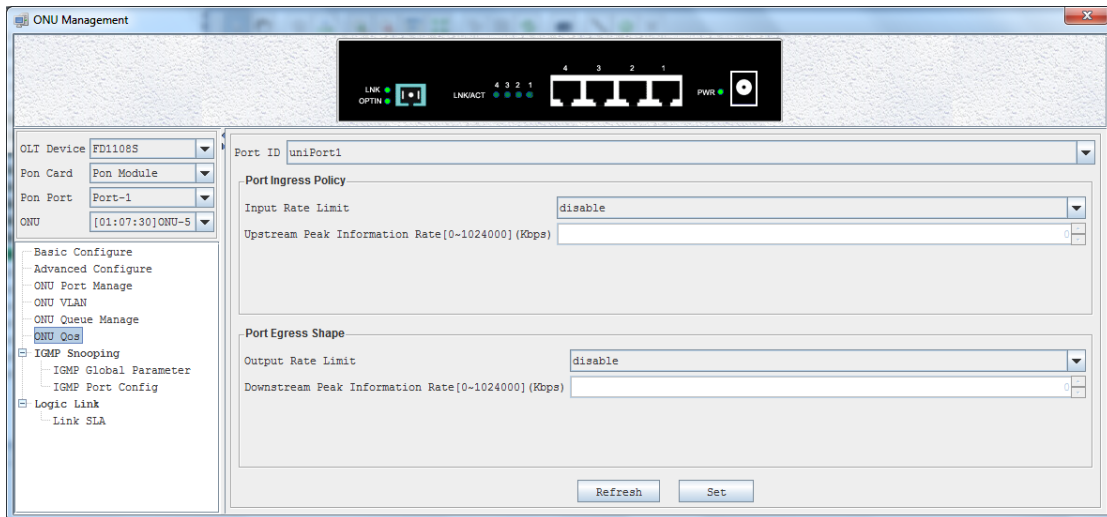 ONU Management
4 3 2 1
LNK
OPTIN
LNK/ACT
4 3 2 1
PWR
OLT Device FD1108S
Pon Card Pon Module
Pon Port Port-1
ONU [01:07:30]ONU-5
Basic Configure
Advanced Configure
ONU Port Manage
ONU VLAN
ONU Queue Manage
ONU Qos
IGMP Snooping
IGMP Global Parameter
IGMP Port Config
Logic Link
Link SLA
Port ID uniPort1
Port Ingress Policy
Input Rate Limit disable
Upstream Peak Information Rate[0~1024000](Kbps) 0
Port Egress Shape
Output Rate Limit disable
Downstream Peak Information Rate[0~1024000](Kbps) 0
Refresh Set